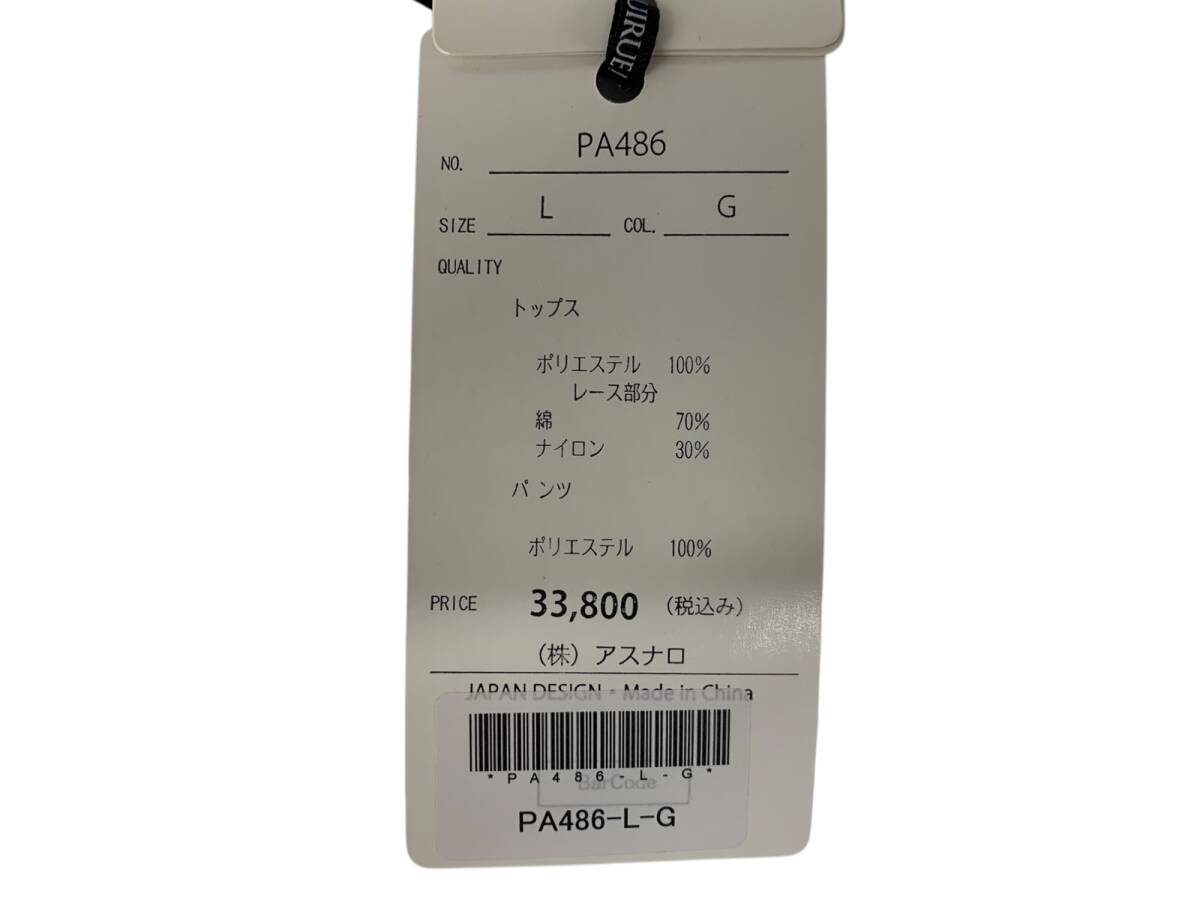 NO. PA486
SIZE L COL. G
QUALITY
トップス
ポリエステル 100%
レース部分
綿 70%
ナイロン 30%
パンツ
ポリエステル 100%
PRICE 33,800 (税込み)
(株) アスナロ
JAPAN DESIGN・Made in China
*PA486-L-G*
BarCode
PA486-L-G